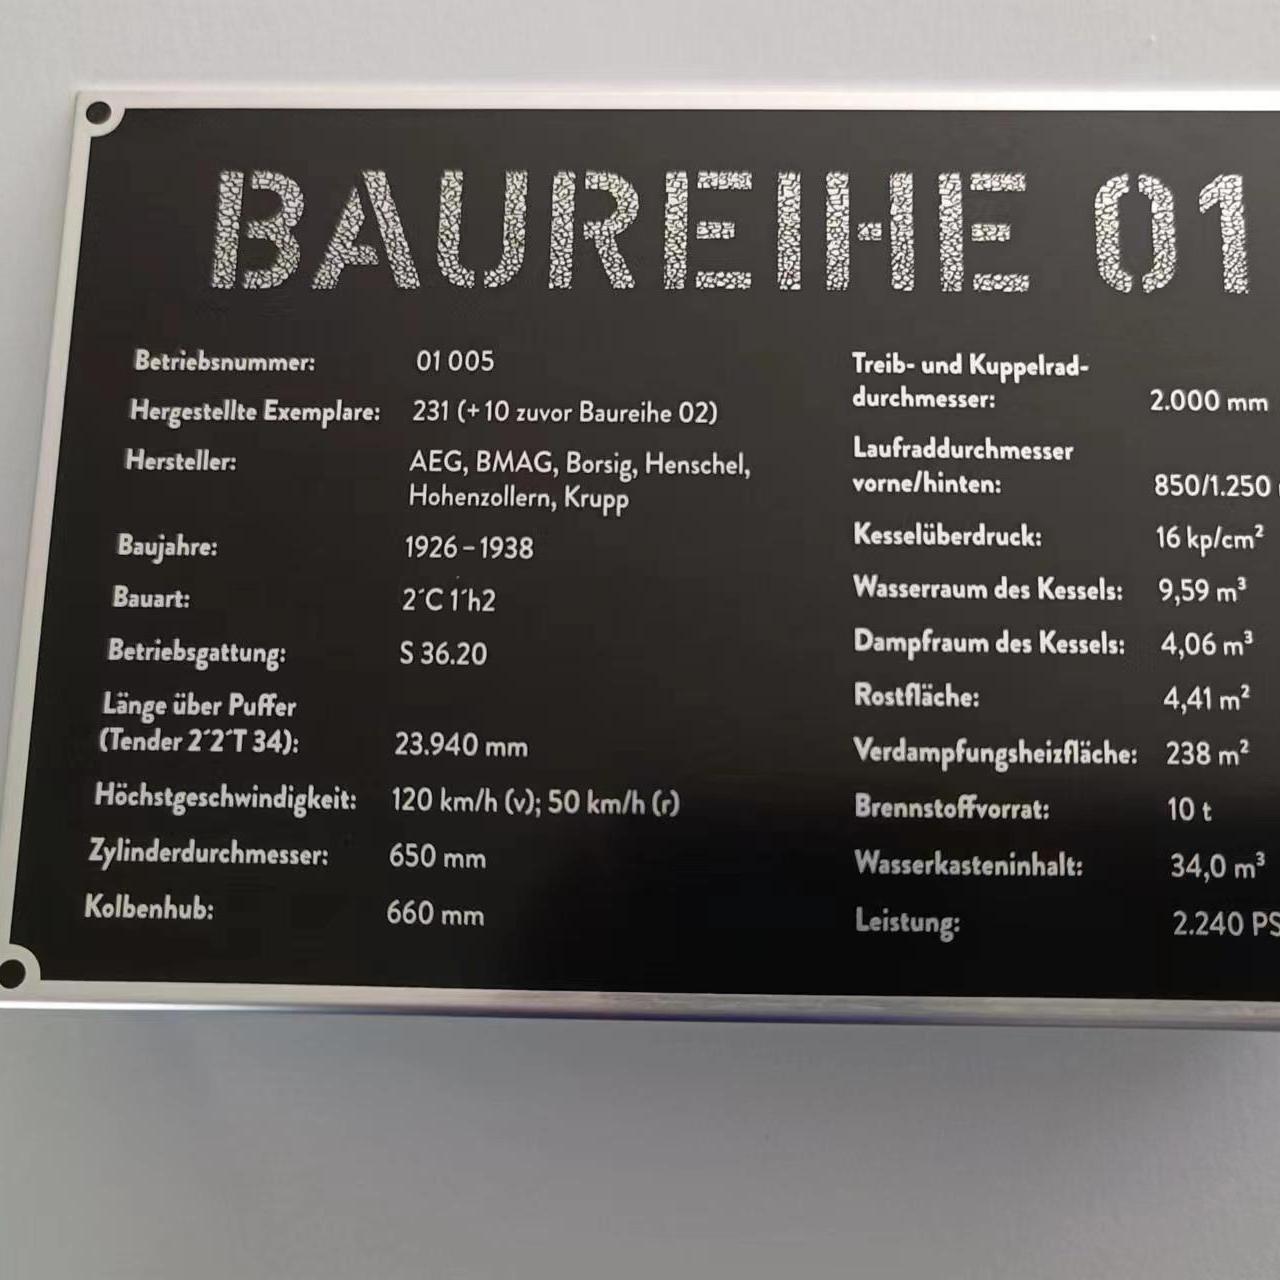 BAUREIHE 01
Betriebsnummer: 01 005
Hergestellte Exemplare: 231 (+10 zuvor Baureihe 02)
Hersteller: AEG, BMAG, Borsig, Henschel,
Hohenzollern, Krupp
Baujahre: 1926–1938
Bauart: 2´C 1´h2
Betriebsgattung: S 36.20
Länge über Puffer
(Tender 2´2´T 34): 23.940 mm
Höchstgeschwindigkeit: 120 km/h (v); 50 km/h (r)
Zylinderdurchmesser: 650 mm
Kolbenhub: 660 mm
Treib- und Kuppelrad-
durchmesser: 2.000 mm
Laufraddurchmesser
vorne/hinten: 850/1.250
Kesselüberdruck: 16 kp/cm²
Wasserraum des Kessels: 9,59 m³
Dampfraum des Kessels: 4,06 m³
Rostfläche: 4,41 m²
Verdampfungsheizfläche: 238 m²
Brennstoffvorrat: 10 t
Wasserkasteninhalt: 34,0 m³
Leistung: 2.240 PS